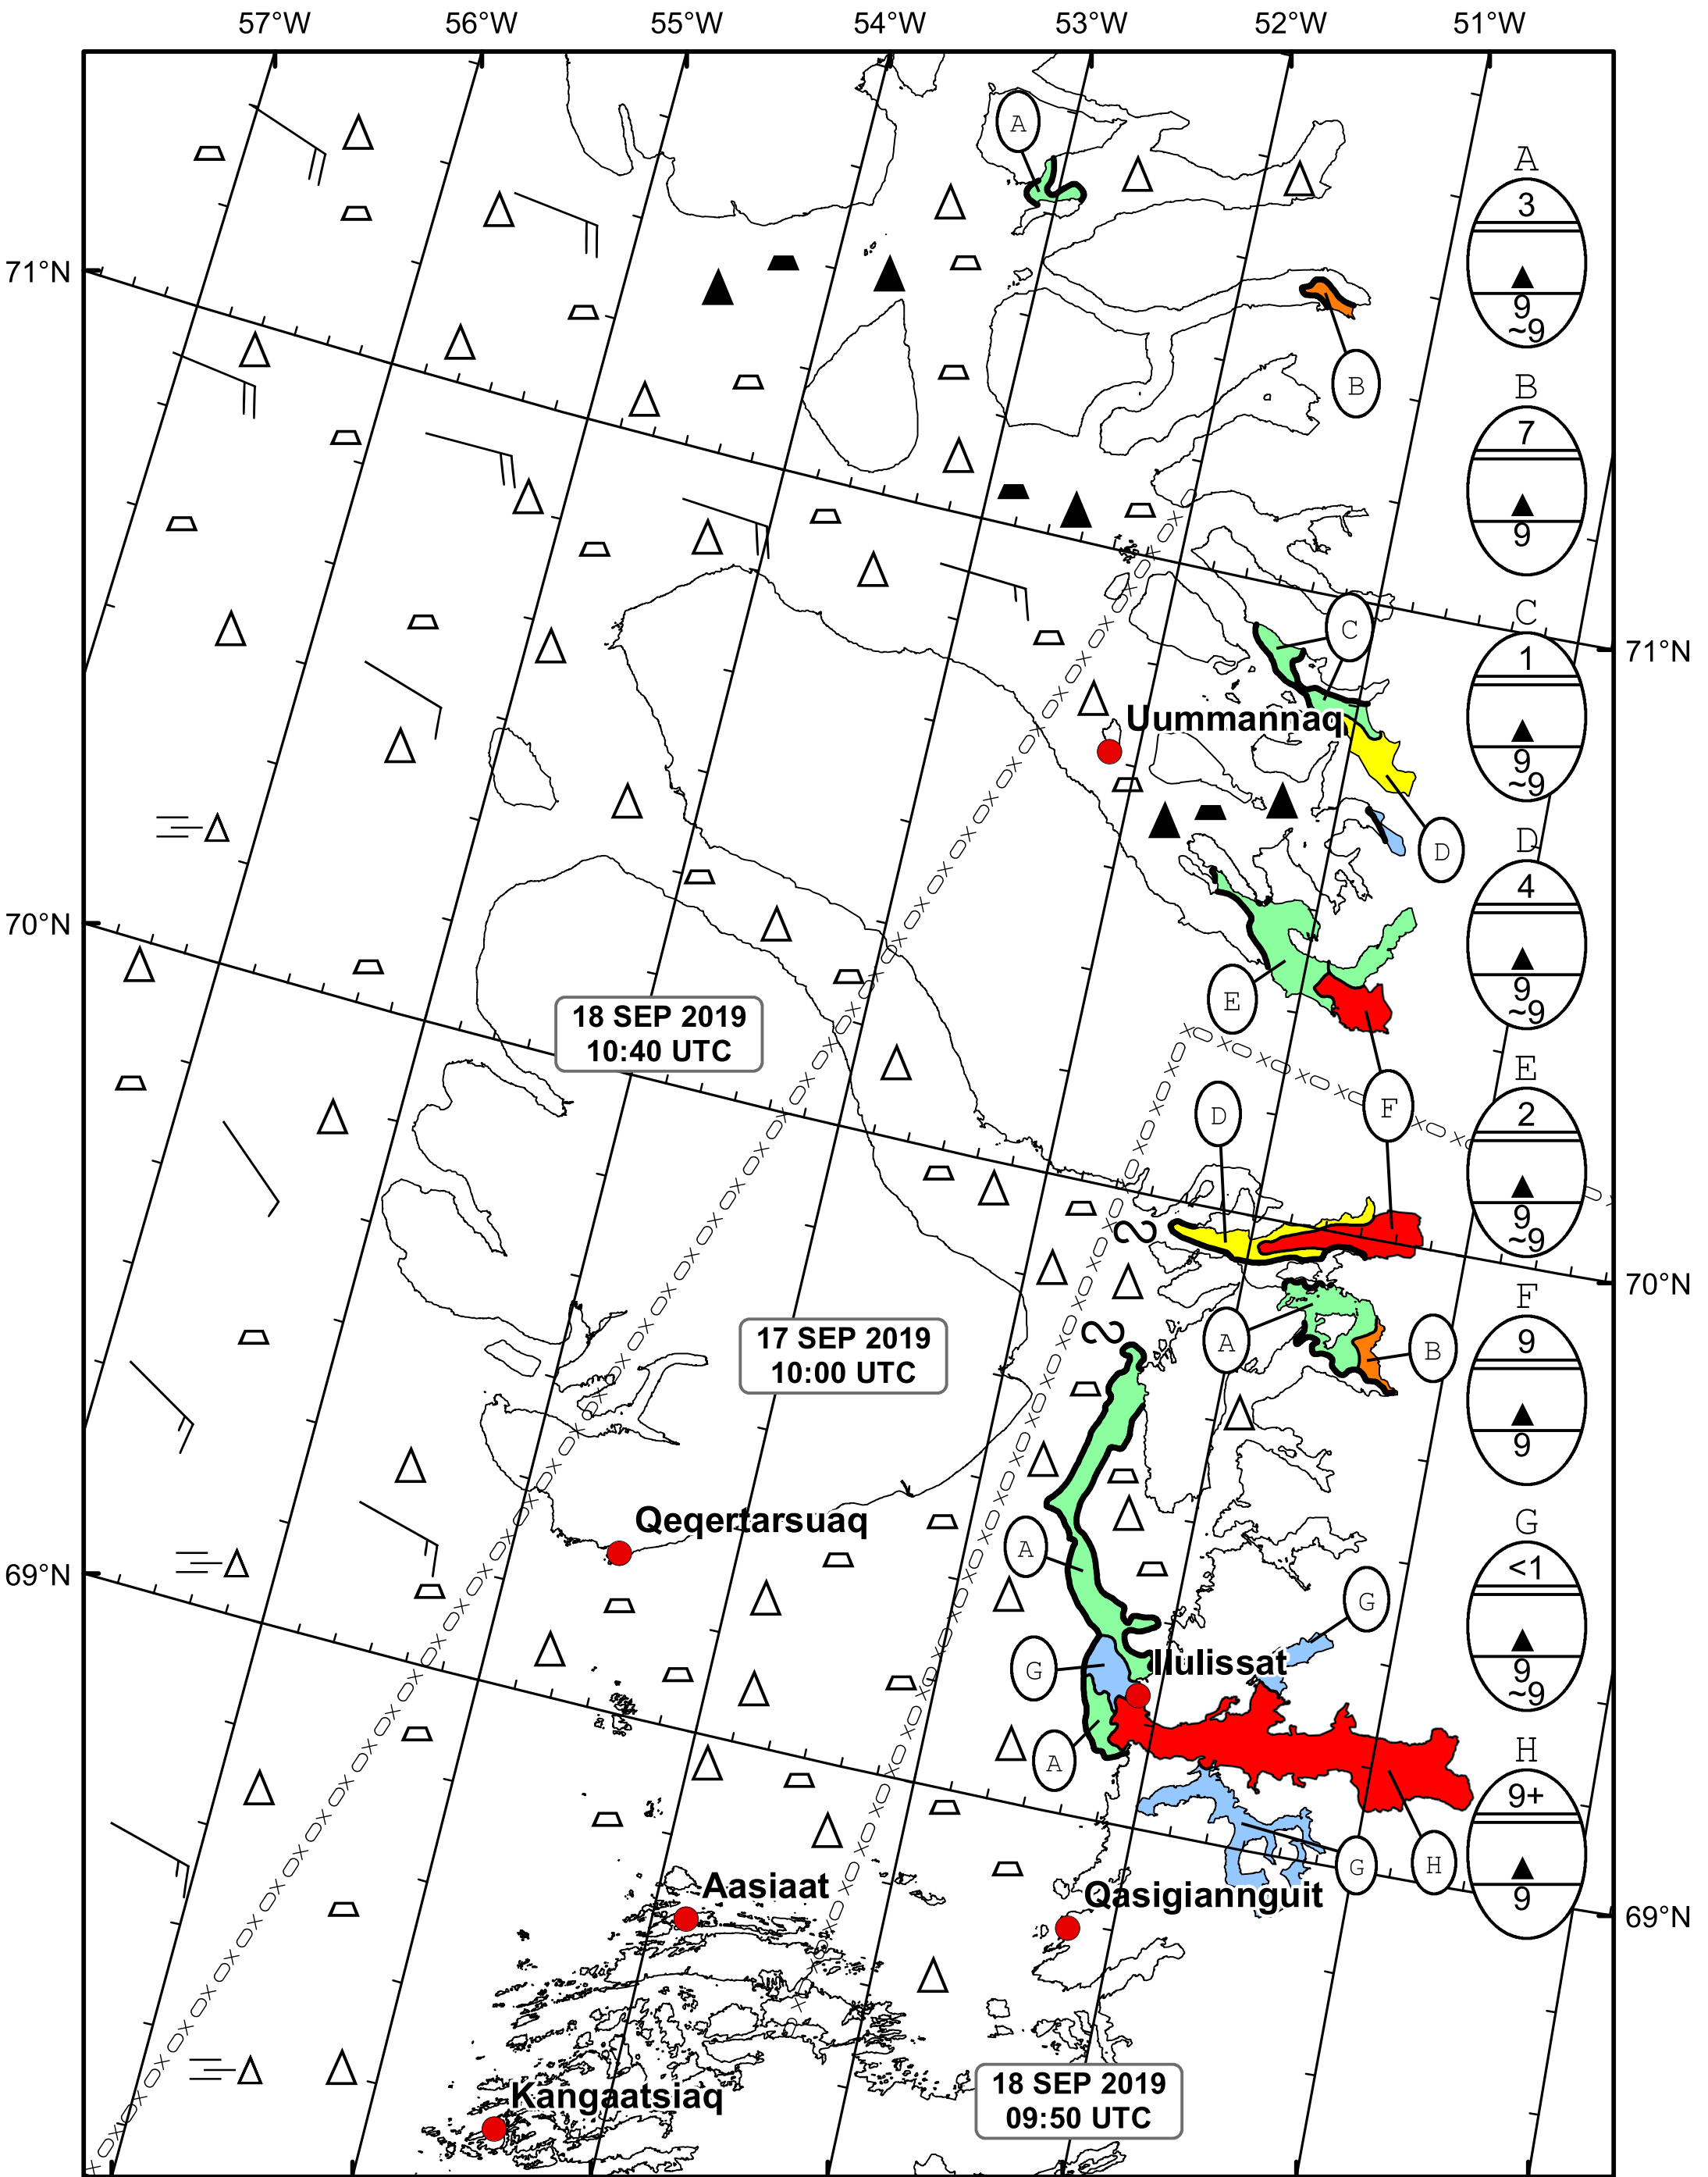 57°W 56°W 55°W 54°W 53°W 52°W 51°W
A
A
3
9
~9
71°N
B
B
7
9
C
C
1
9
~9
71°N
Uummannaq
D
D
4
9
~9
70°N
E
18 SEP 2019
10:40 UTC
E
2
9
~9
D
F
70°N
F
9
9
17 SEP 2019
10:00 UTC
A
B
Qeqertarsuaq
A
G
<1
9
~9
69°N
G
G
Ilulissat
A
H
9+
9
G
H
Aasiaat
Qasigiannguit
69°N
18 SEP 2019
09:50 UTC
Kangaatsiaq